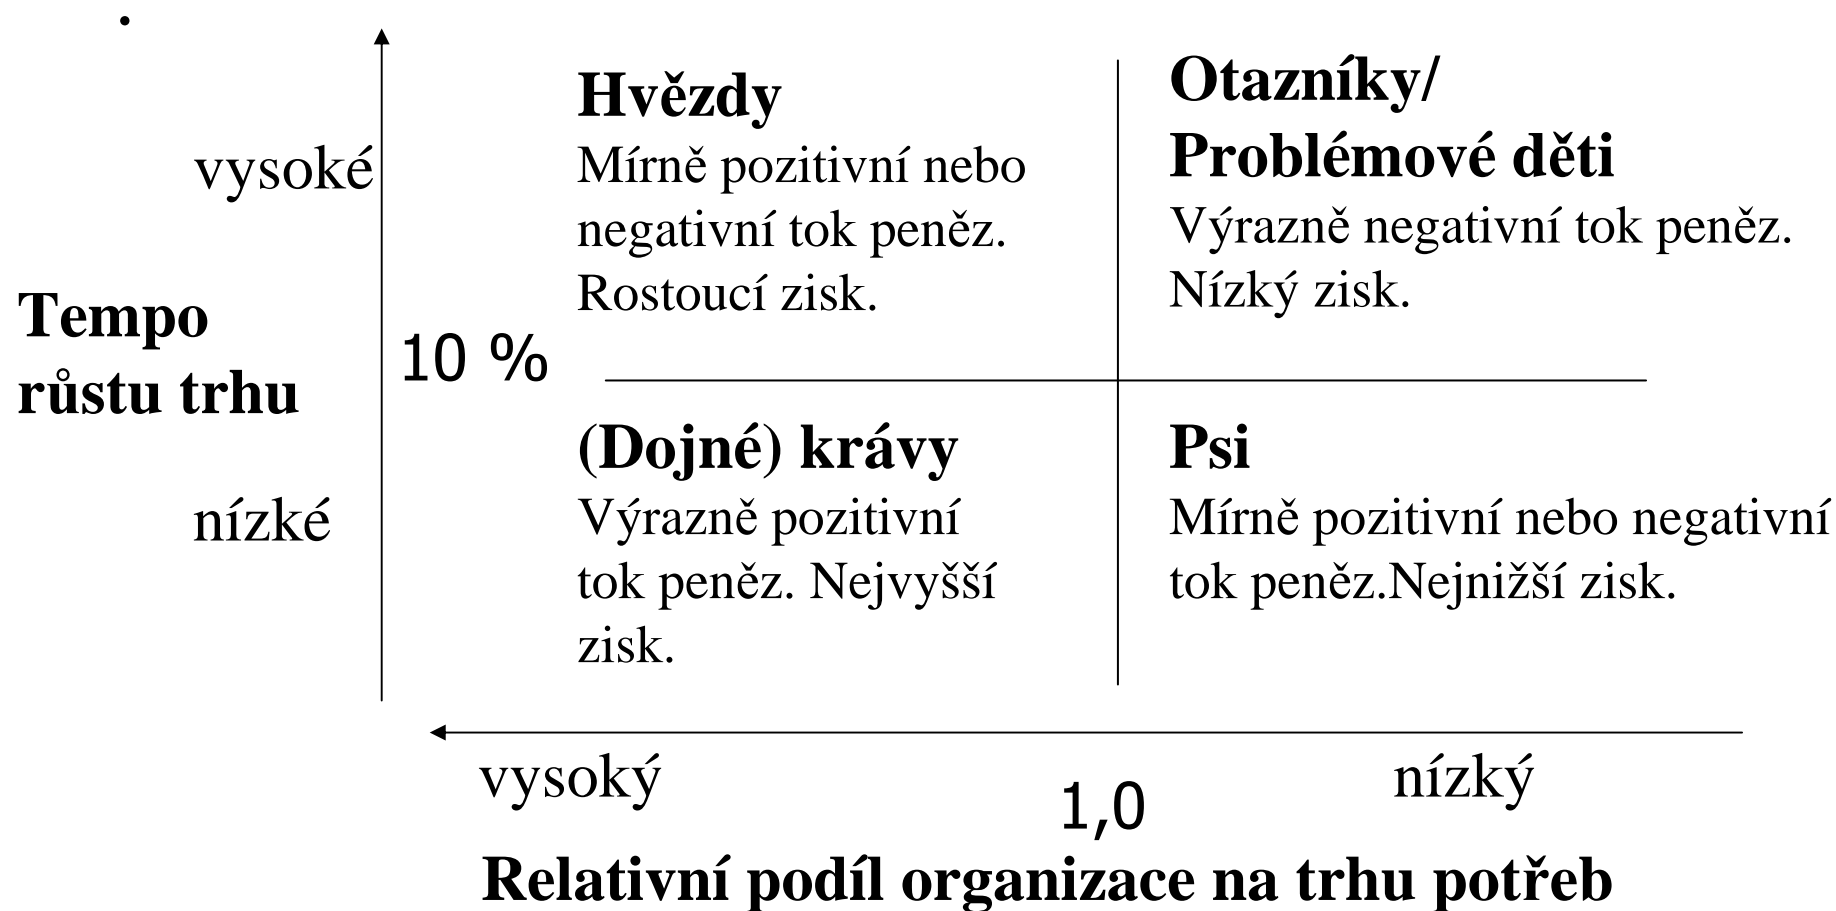 .
Hvězdy
Mírně pozitivní nebo
negativní tok peněz.
Rostoucí zisk.
Otazníky/
Problémové děti
Výrazně negativní tok peněz.
Nízký zisk.
vysoké
Tempo
růstu trhu
10 %
nízké
(Dojné) krávy
Výrazně pozitivní
tok peněz. Nejvyšší
zisk.
Psi
Mírně pozitivní nebo negativní
tok peněz.Nejnižší zisk.
vysoký
1,0
nízký
Relativní podíl organizace na trhu potřeb